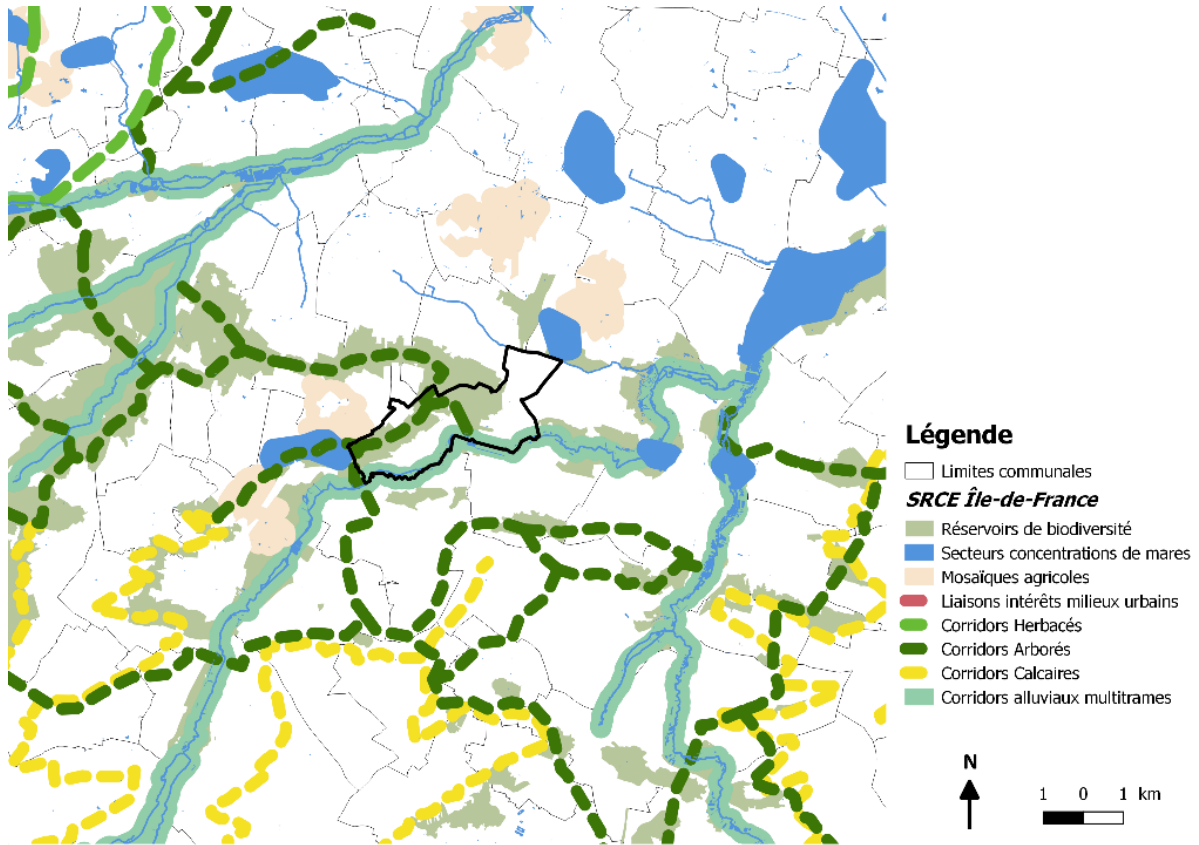 Légende
Limites communales
SRCE Île-de-France
Réservoirs de biodiversité
Secteurs concentrations de mares
Mosaïques agricoles
Liaisons intérêts milieux urbains
Corridors Herbacés
Corridors Arborés
Corridors Calcaires
Corridors alluviaux multitrames
N
1 0 1 km